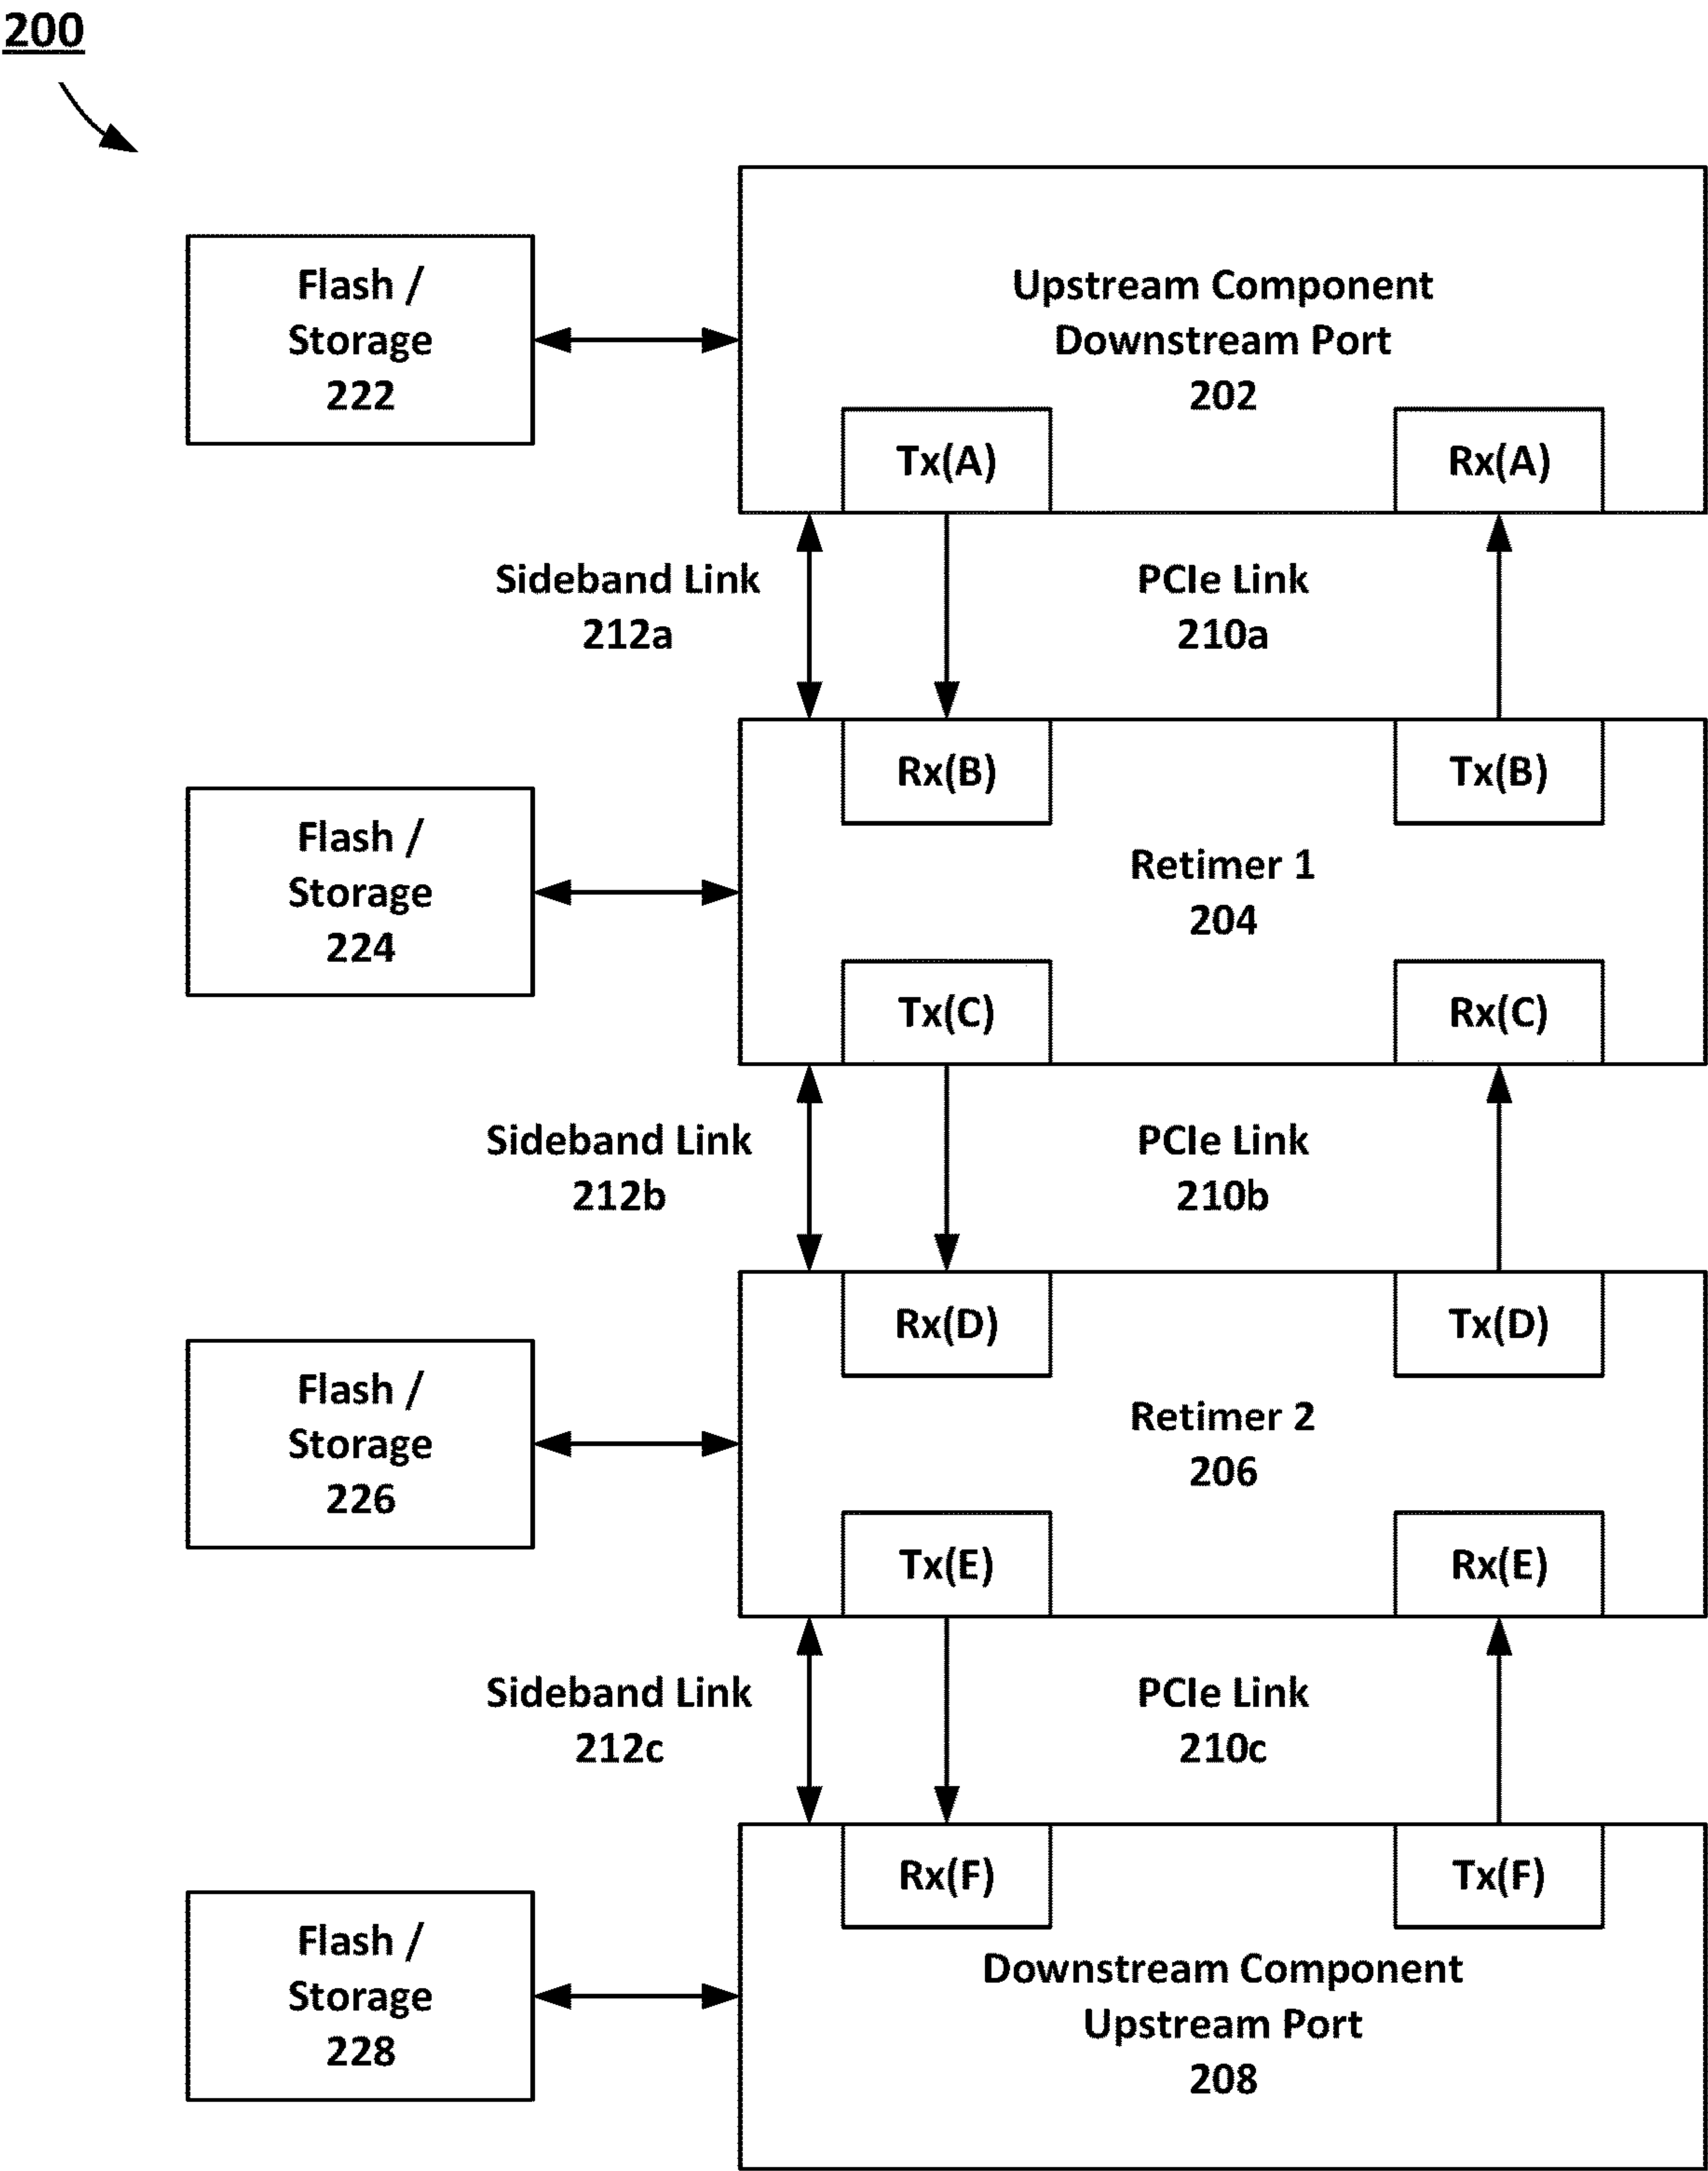 200
Flash /
Storage
222
Upstream Component
Downstream Port
202
Tx(A)
Rx(A)
Sideband Link
212a
PCIe Link
210a
Rx(B)
Tx(B)
Flash /
Storage
224
Retimer 1
204
Tx(C)
Rx(C)
Sideband Link
212b
PCIe Link
210b
Rx(D)
Tx(D)
Flash /
Storage
226
Retimer 2
206
Tx(E)
Rx(E)
Sideband Link
212c
PCIe Link
210c
Rx(F)
Tx(F)
Flash /
Storage
228
Downstream Component
Upstream Port
208